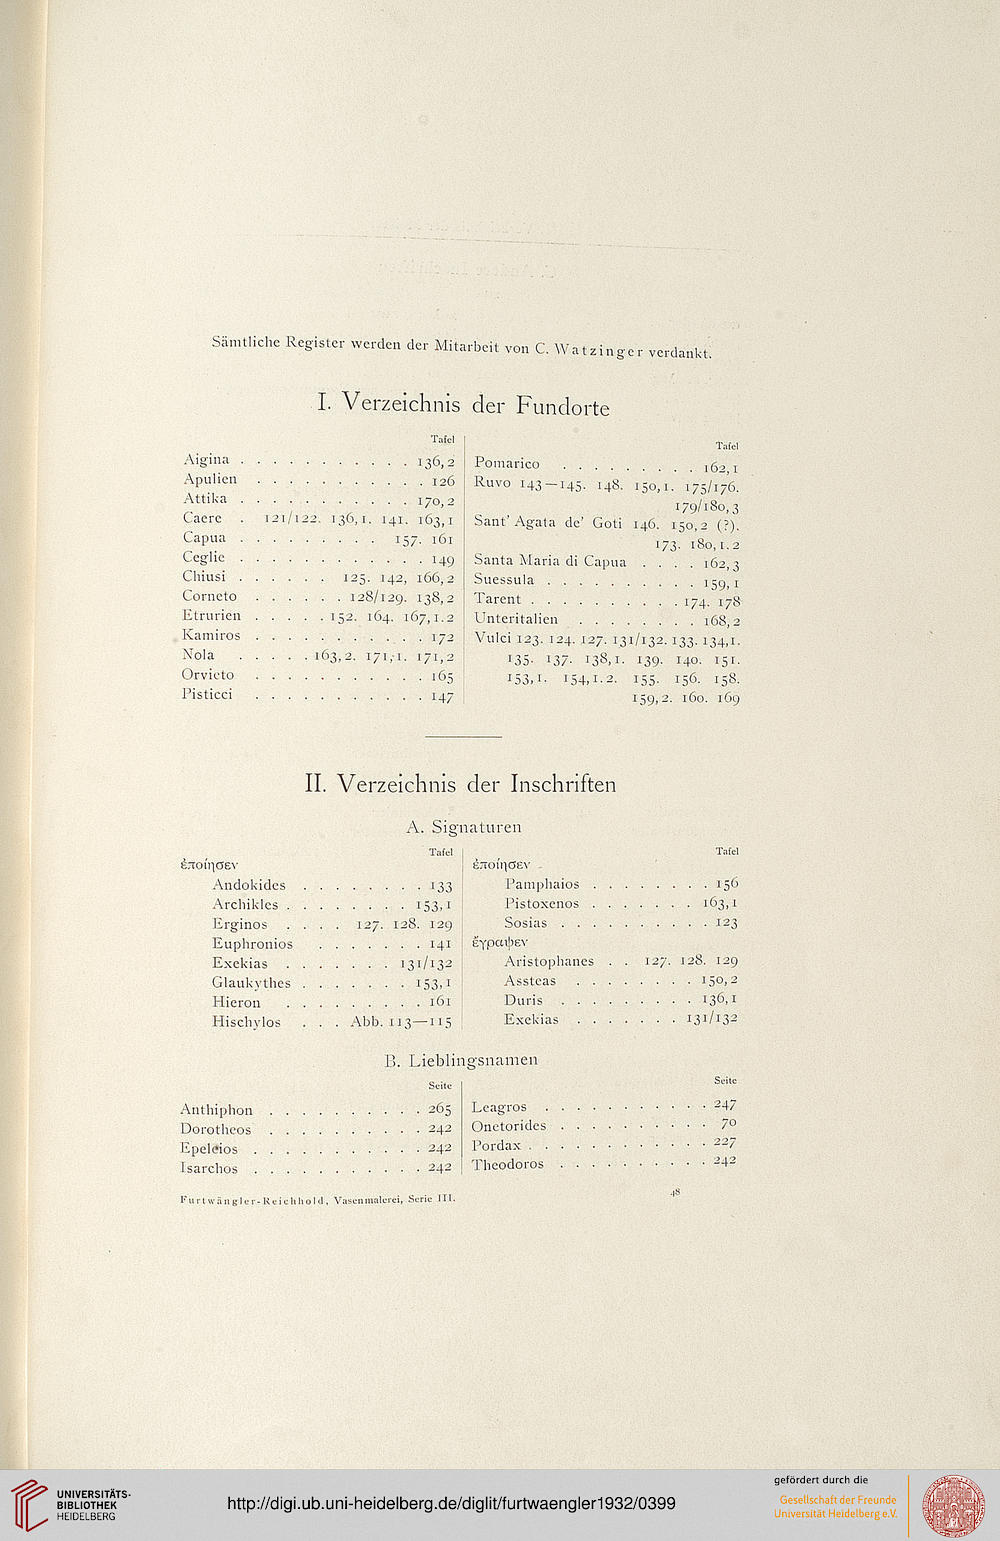 Sämtliche Register werden der Mitarbeit von C. Watzinger verdankt.
I. Verzeichnis der Fundorte
Tafel
Aigina . . . . . . . . . . . 136,2
Apulien . . . . . . . . . . . 126
Attika . . . . . . . . . . . 170,2
Caere . 121/122. 136,1. 141. 163,1
Capua . . . . . . . . . 157. 161
Ceglie . . . . . . . . . . . . 149
Chiusi . . . . . . 125. 142, 166,2
Corneto . . . . . . 128/129. 138,2
Etrurien . . . . . 152. 164. 167,1.2
Kamiros . . . . . . . . . . . 172
Nola . . . . . 163,2. 171,1. 171,2
Orvieto . . . . . . . . . . . 165
Pisticci . . . . . . . . . . . 147
Tafel
Pomarico . . . . . . . . . 162,1
Ruvo 143—145. 148. 150,1. 175/176.
179/180,3
Sant' Agata de' Goti 146. 150,2 (?).
173. 180,1.2
Santa Maria di Capua . . . . 162,3
Suessula . . . . . . . . . . 159,1
Tarent . . . . . . . . . . 174. 178
Unteritalien . . . . . . . . 168,2
Vulci 123. 124. 127. 131/132. 133. 134,1.
135. 137. 138,1. 139. 140. 151.
153,1. 154,1.2. 155. 156. 158.
159,2. 160. 169
II. Verzeichnis der Inschriften
A. Signaturen
Tafel
ἐποίησεν
Andokides . . . . . . . . 133
Archikles . . . . . . . . 153,1
Erginos . . . . 127. 128. 129
Euphronios . . . . . . . 141
Exekias . . . . . . . 131/132
Glaukythes . . . . . . . 153,1
Hieron . . . . . . . . . 161
Hischylos . . . Abb. 113—115
Tafel
ἐποίησεν
Pamphaios . . . . . . . . 156
Pistoxenos . . . . . . . 163,1
Sosias . . . . . . . . . . 123
ἔγραψεν
Aristophanes . . 127. 128. 129
Assteas . . . . . . . . 150,2
Duris . . . . . . . . . 136,1
Exekias . . . . . . . 131/132
B. Lieblingsnamen
Seite
Anthiphon . . . . . . . . . . 265
Dorotheos . . . . . . . . . . 242
Epeleios . . . . . . . . . . . 242
Isarchos . . . . . . . . . . . 242
Seite
Leagros . . . . . . . . . . . 247
Onetorides . . . . . . . . . . 70
Pordax . . . . . . . . . . . . 227
Theodoros . . . . . . . . . . 242
Furtwängler-Reichhold, Vasenmalerei, Serie III.
48
UNIVERSITÄTS-
BIBLIOTHEK
HEIDELBERG
http://digi.ub.uni-heidelberg.de/diglit/furtwaengler1932/0399
gefördert durch die
Gesellschaft der Freunde
Universität Heidelberg e.V.